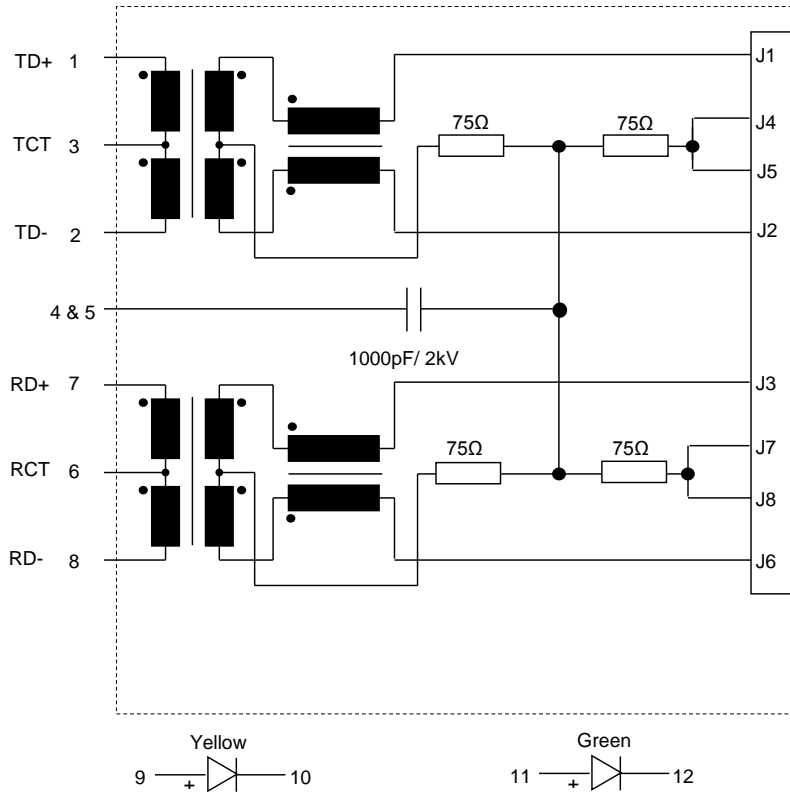 TD+ 1
J1
75Ω
75Ω
J4
TCT 3
J5
TD- 2
J2
4 & 5
1000pF/ 2kV
RD+ 7
J3
75Ω
75Ω
J7
RCT 6
J8
RD- 8
J6
Yellow
9 + 10
Green
11 + 12